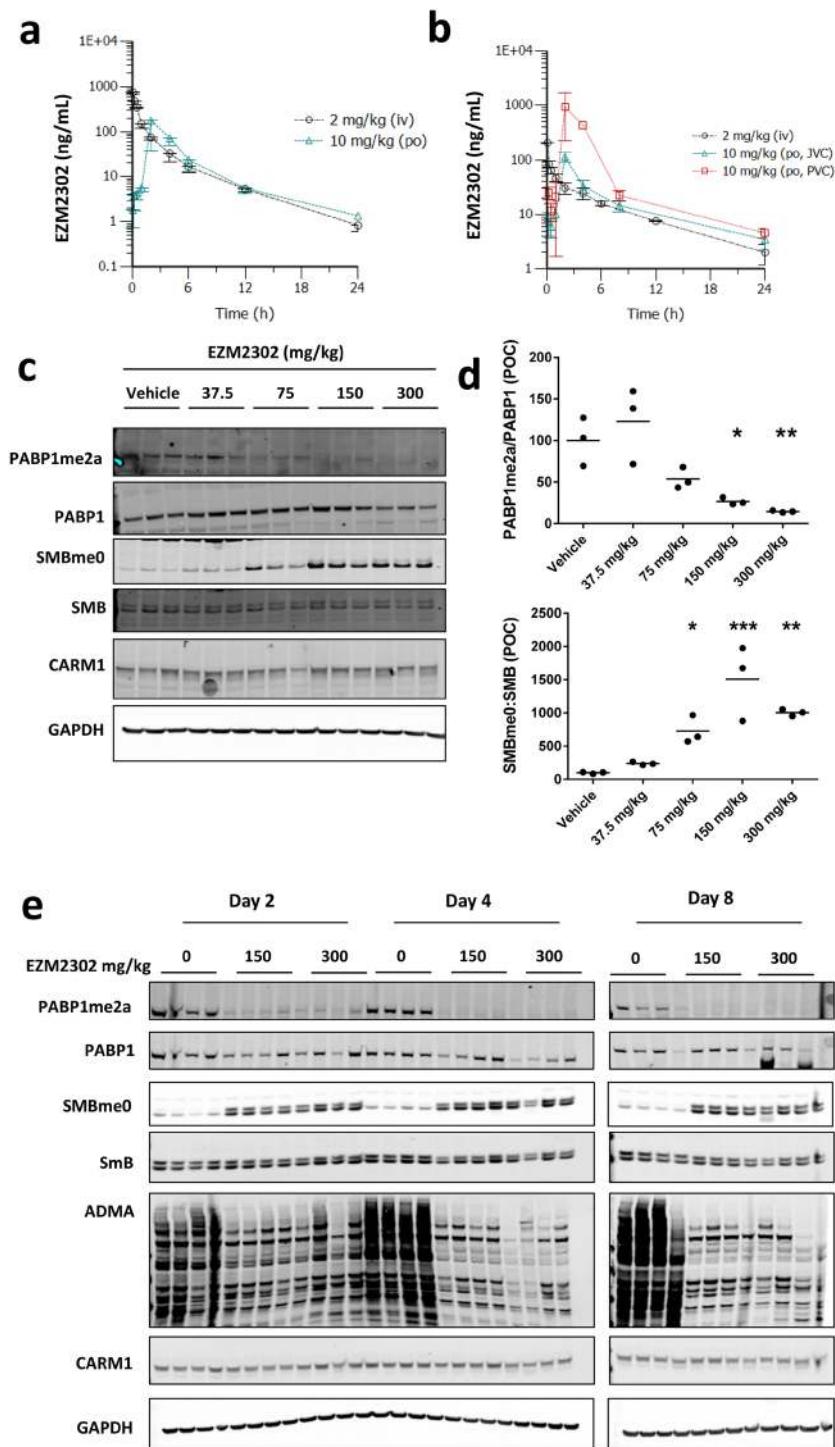 a
1E+04
1000
100
10
1
0.1
EZM2302 (ng/mL)
2 mg/kg (iv)
10 mg/kg (po)
0 6 12 18 24
Time (h)
b
1E+04
1000
100
10
1
EZM2302 (ng/mL)
2 mg/kg (iv)
10 mg/kg (po, JVC)
10 mg/kg (po, PVC)
0 6 12 18 24
Time (h)
c
EZM2302 (mg/kg)
Vehicle 37.5 75 150 300
PABP1me2a
PABP1
SMBme0
SMB
CARM1
GAPDH
d
PABP1me2a/PABP1 (POC)
200
150
100
50
0
* **
Vehicle 37.5 mg/kg 75 mg/kg 150 mg/kg 300 mg/kg
SMBme0:SMB (POC)
2500
2000
1500
1000
500
0
* *** **
Vehicle 37.5 mg/kg 75 mg/kg 150 mg/kg 300 mg/kg
e
Day 2 Day 4 Day 8
EZM2302 mg/kg 0 150 300 0 150 300 0 150 300
PABP1me2a
PABP1
SMBme0
SmB
ADMA
CARM1
GAPDH